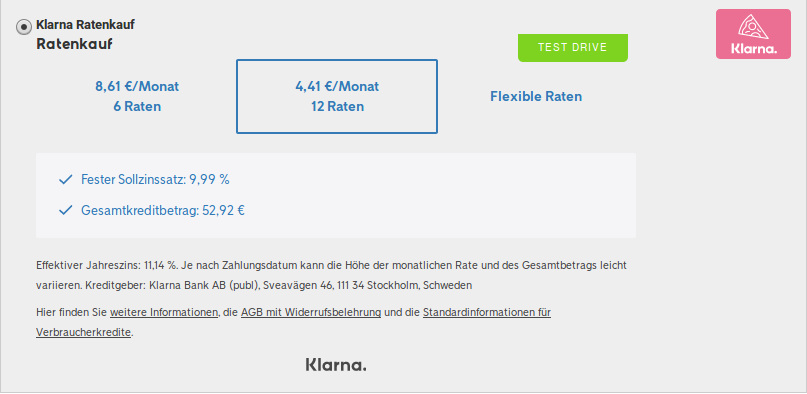 Klarna Ratenkauf
Ratenkauf
TEST DRIVE
Klarna.
8,61 €/Monat
6 Raten
4,41 €/Monat
12 Raten
Flexible Raten
Fester Sollzinssatz: 9,99 %
Gesamtkreditbetrag: 52,92 €
Effektiver Jahreszins: 11,14 %. Je nach Zahlungsdatum kann die Höhe der monatlichen Rate und des Gesamtbetrags leicht
variieren. Kreditgeber: Klarna Bank AB (publ), Sveavägen 46, 111 34 Stockholm, Schweden
Hier finden Sie weitere Informationen, die AGB mit Widerrufsbelehrung und die Standardinformationen für
Verbraucherkredite.
Klarna.